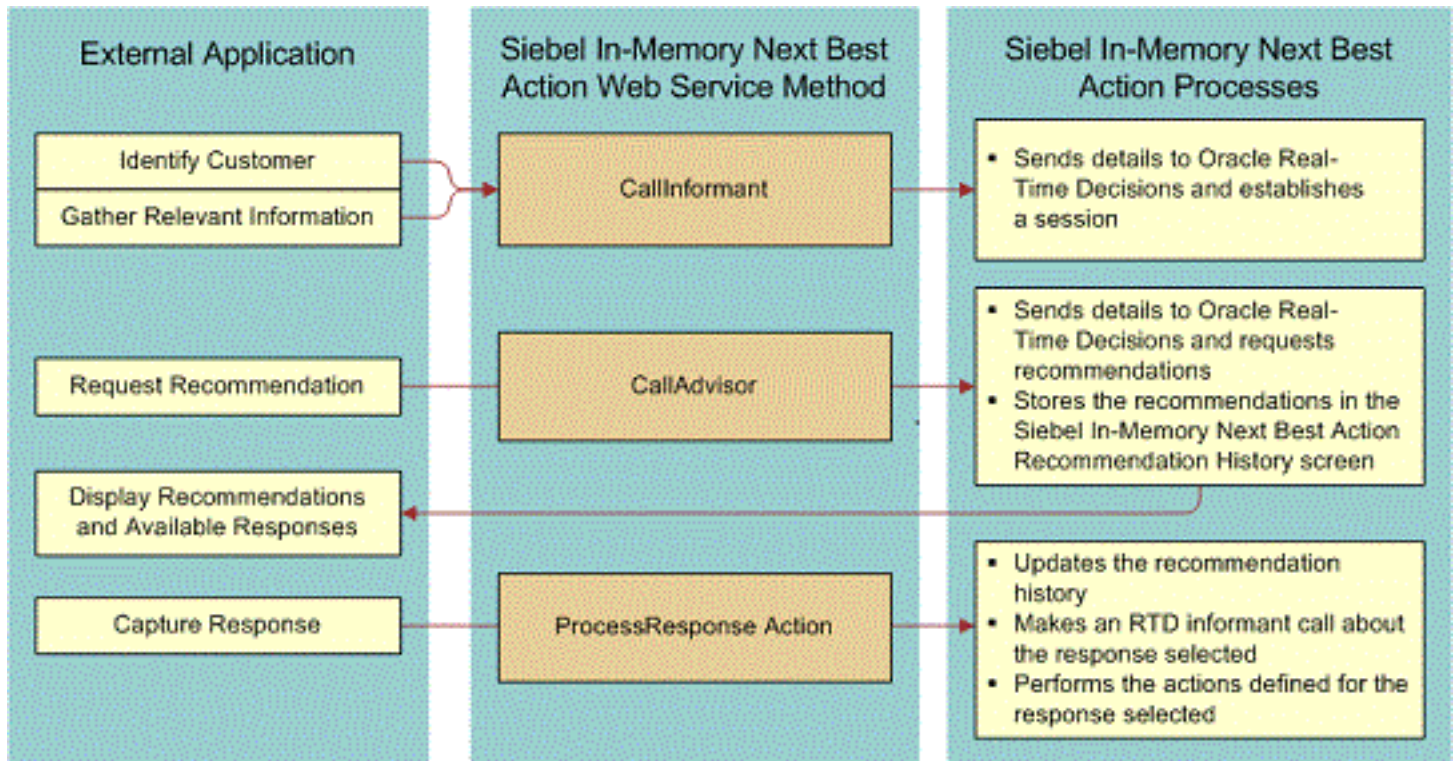 External Application
Siebel In-Memory Next Best
Action Web Service Method
Siebel In-Memory Next Best
Action Processes
Identify Customer
Gather Relevant Information
CallInformant
▪ Sends details to Oracle Real-
Time Decisions and establishes
a session
Request Recommendation
CallAdvisor
▪ Sends details to Oracle Real-
Time Decisions and requests
recommendations
▪ Stores the recommendations in the
Siebel In-Memory Next Best Action
Recommendation History screen
Display Recommendations
and Available Responses
Capture Response
ProcessResponse Action
▪ Updates the recommendation
history
▪ Makes an RTD informant call about
the response selected
▪ Performs the actions defined for the
response selected